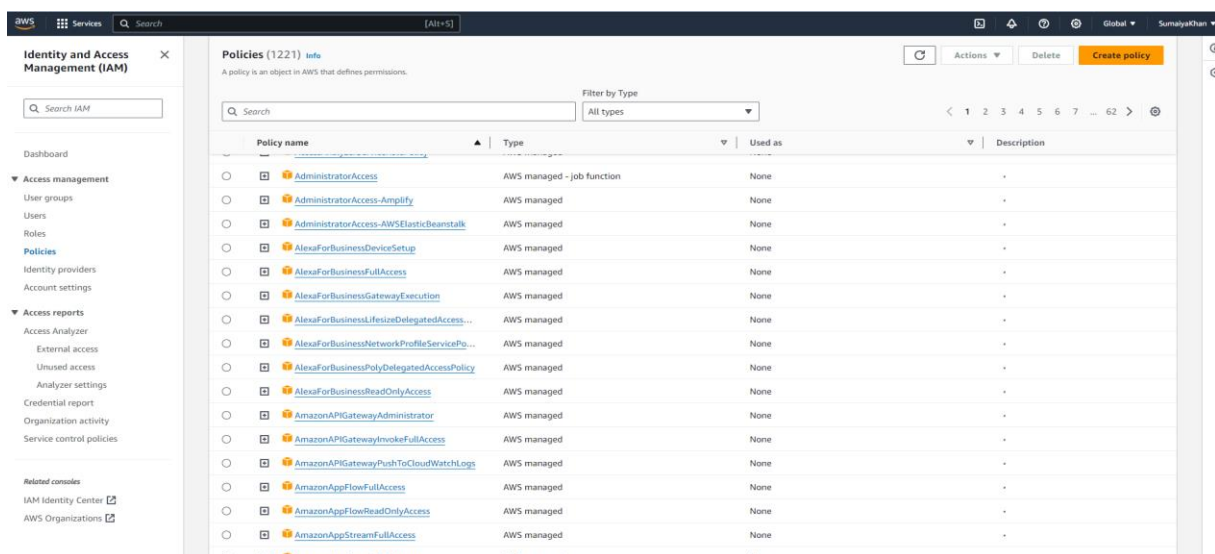 aws
Services
Search
[Alt+S]
Global
SumaiyaKhan
Identity and Access Management (IAM)
Search IAM
Dashboard
Access management
User groups
Users
Roles
Policies
Identity providers
Account settings
Access reports
Access Analyzer
External access
Unused access
Analyzer settings
Credential report
Organization activity
Service control policies
Related consoles
IAM Identity Center
AWS Organizations
Policies (1221) Info
A policy is an object in AWS that defines permissions.
Actions
Delete
Create policy
Filter by Type
Search
All types
1 2 3 4 5 6 7 ... 62
Policy name Type Used as Description
AdministratorAccess AWS managed - job function None -
AdministratorAccess-Amplify AWS managed None -
AdministratorAccess-AWSElasticBeanstalk AWS managed None -
AlexaForBusinessDeviceSetup AWS managed None -
AlexaForBusinessFullAccess AWS managed None -
AlexaForBusinessGatewayExecution AWS managed None -
AlexaForBusinessLifesizeDelegatedAccess... AWS managed None -
AlexaForBusinessNetworkProfileServicePo... AWS managed None -
AlexaForBusinessPolyDelegatedAccessPolicy AWS managed None -
AlexaForBusinessReadOnlyAccess AWS managed None -
AmazonAPIGatewayAdministrator AWS managed None -
AmazonAPIGatewayInvokeFullAccess AWS managed None -
AmazonAPIGatewayPushToCloudWatchLogs AWS managed None -
AmazonAppFlowFullAccess AWS managed None -
AmazonAppFlowReadOnlyAccess AWS managed None -
AmazonAppStreamFullAccess AWS managed None -